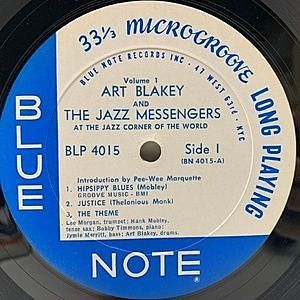 33⅓ MICROGROOVE LONG PLAYING
BLUE NOTE RECORDS INC · 47 WEST 63rd · NYC
Volume 1
ART BLAKEY
AND
THE JAZZ MESSENGERS
AT THE JAZZ CORNER OF THE WORLD
BLP 4015
Side 1
(BN 4015-A)
Introduction by Pee-Wee Marquette
1. HIPSIPPY BLUES (Mobley)
GROOVE MUSIC - BMI
2. JUSTICE (Thelonious Monk)
3. THE THEME
Lee Morgan, trumpet; Hank Mobley,
tenor sax; Bobby Timmons, piano;
Jymie Merritt, bass; Art Blakey, drums.
BLUE
NOTE
®